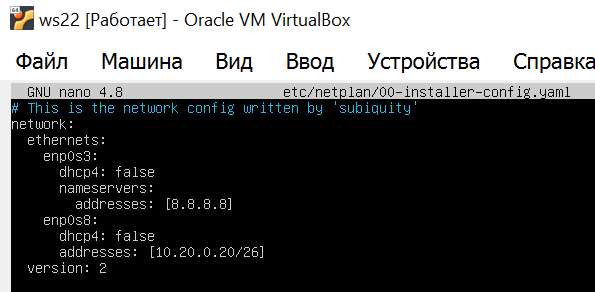 ws22 [Работает] - Oracle VM VirtualBox
Файл Машина Вид Ввод Устройства Справка
GNU nano 4.8 etc/netplan/00-installer-config.yaml
# This is the network config written by 'subiquity'
network:
  ethernets:
    enp0s3:
      dhcp4: false
      nameservers:
        addresses: [8.8.8.8]
    enp0s8:
      dhcp4: false
      addresses: [10.20.0.20/26]
  version: 2